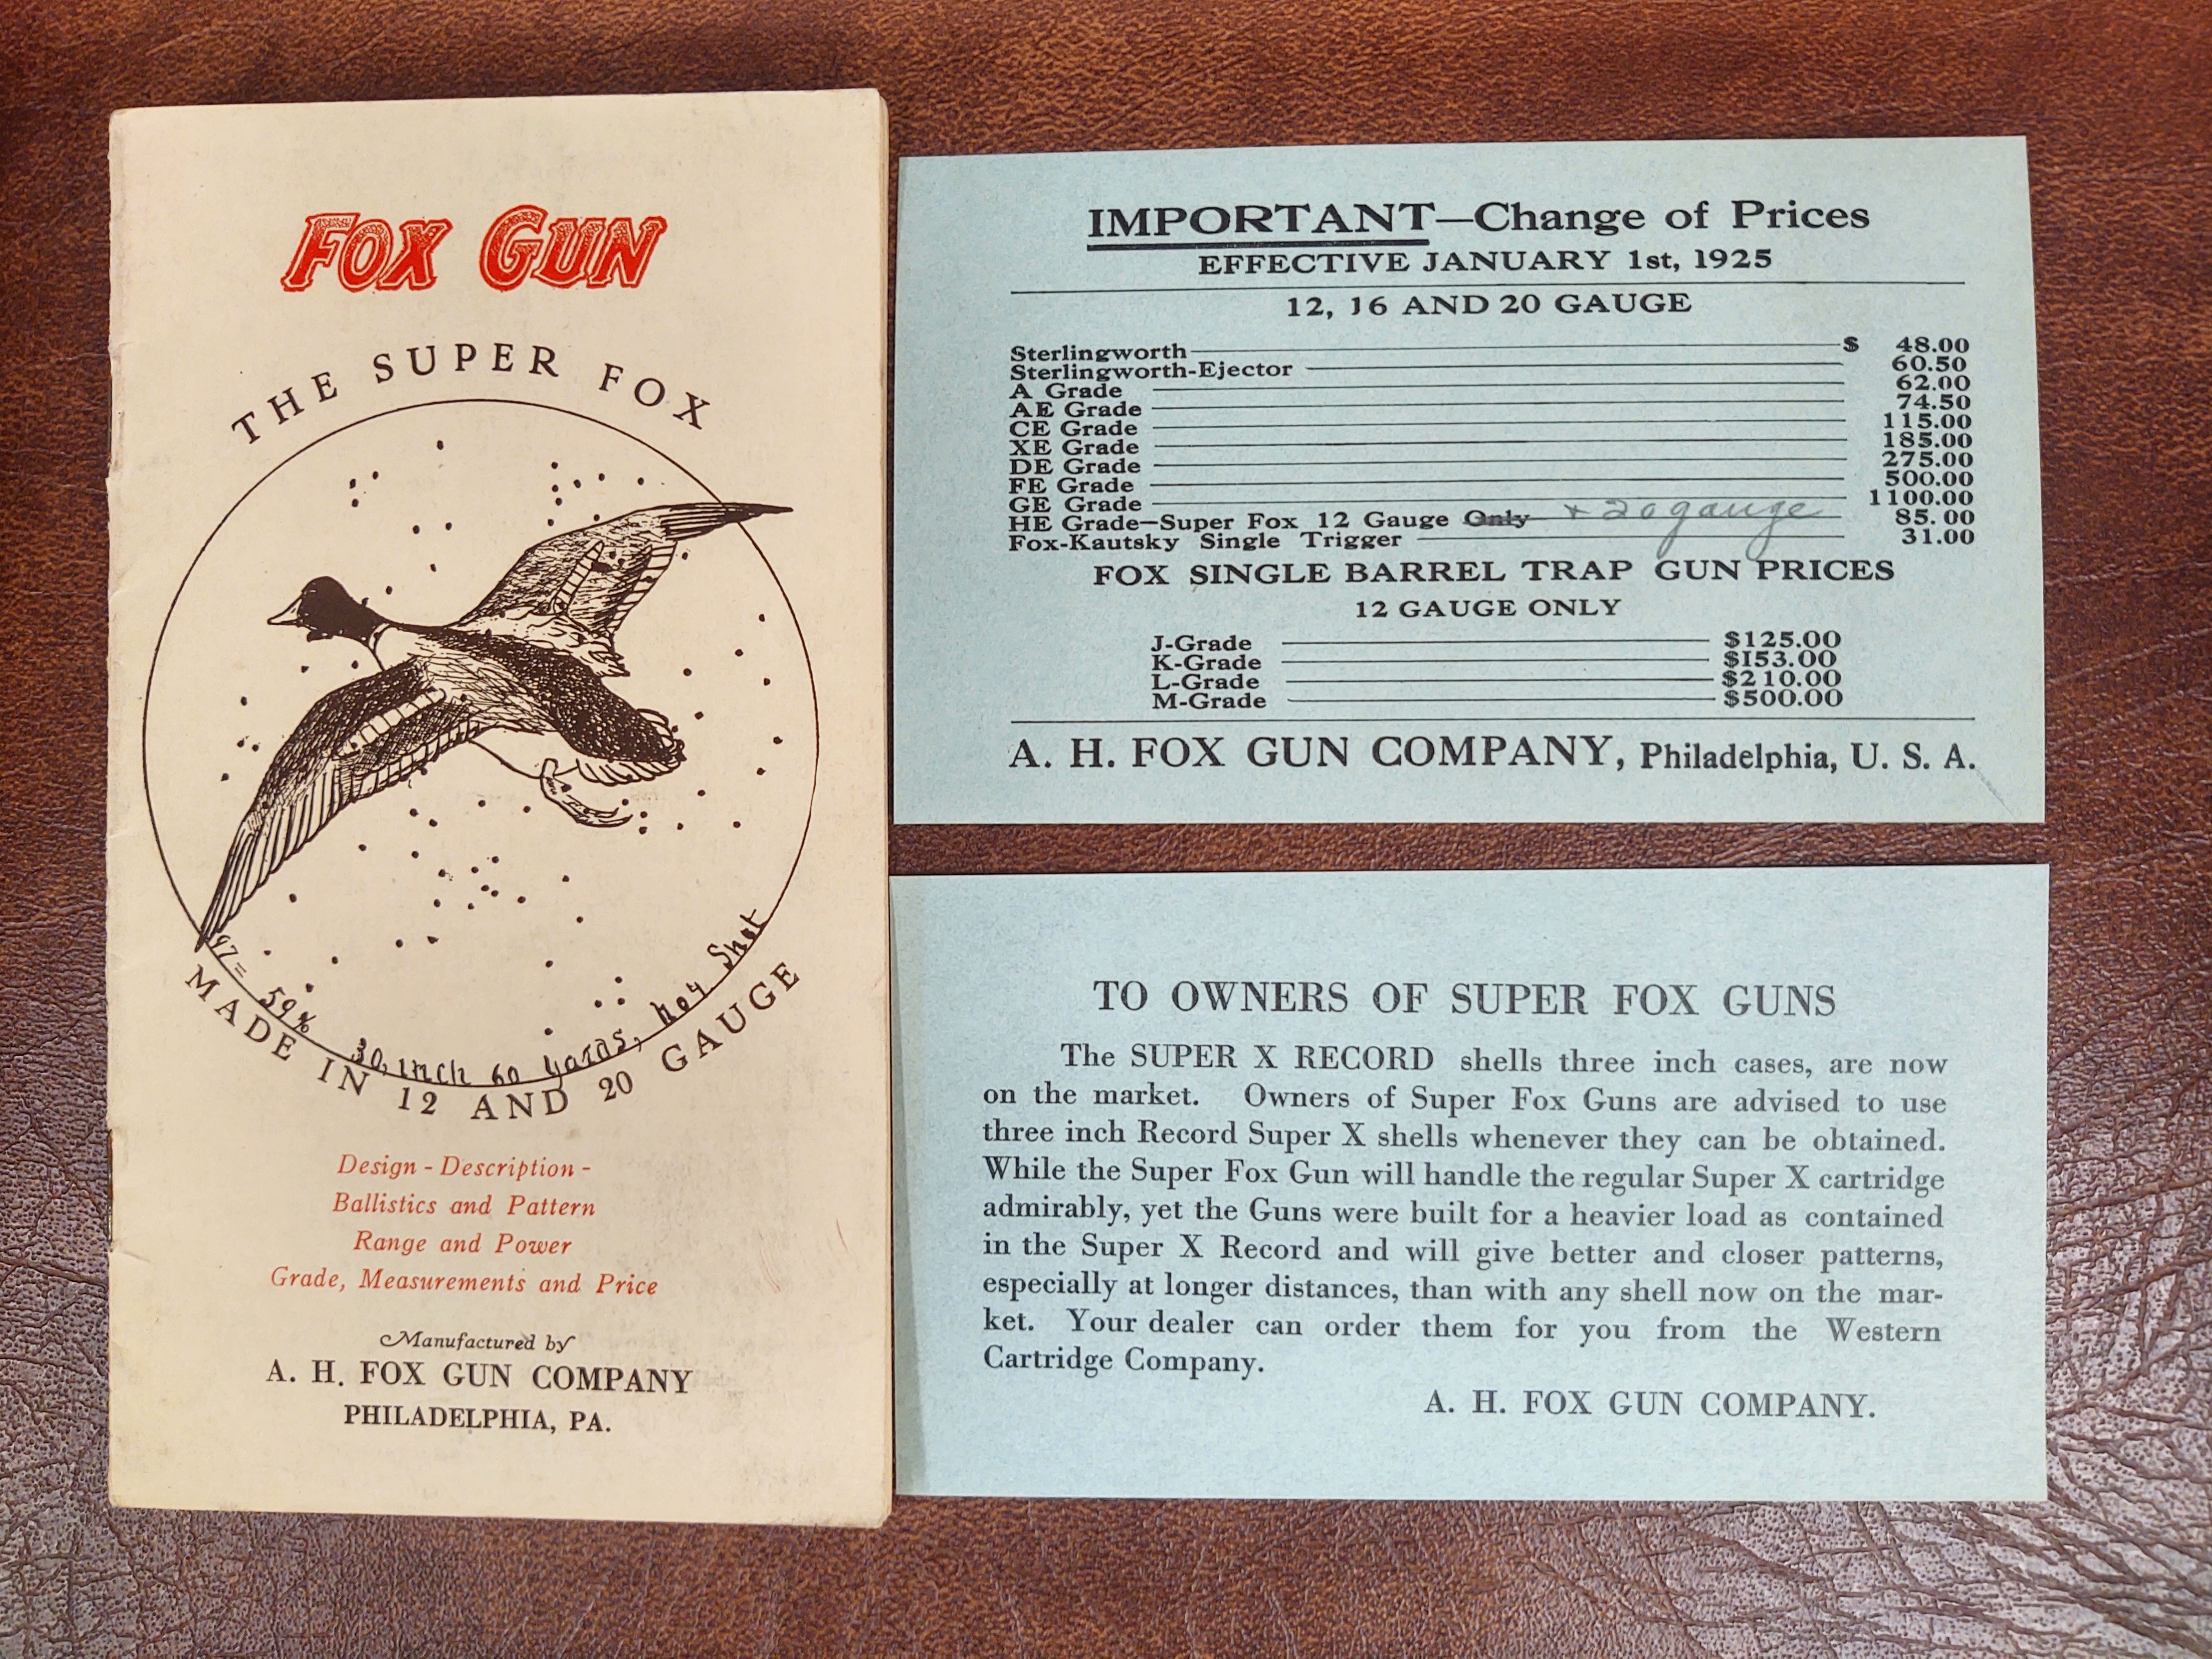 FOX GUN
THE SUPER FOX
97= 59% 30, inch 60 yards, no4 Shot
MADE IN 12 AND 20 GAUGE
Design - Description -
Ballistics and Pattern
Range and Power
Grade, Measurements and Price
Manufactured by
A. H. FOX GUN COMPANY
PHILADELPHIA, PA.
IMPORTANT—Change of Prices
EFFECTIVE JANUARY 1st, 1925
12, 16 AND 20 GAUGE
Sterlingworth $ 48.00
Sterlingworth-Ejector 60.50
A Grade 62.00
AE Grade 74.50
CE Grade 115.00
XE Grade 185.00
DE Grade 275.00
FE Grade 500.00
GE Grade 1100.00
HE Grade—Super Fox 12 Gauge Only + 20 gauge 85.00
Fox-Kautsky Single Trigger 31.00
FOX SINGLE BARREL TRAP GUN PRICES
12 GAUGE ONLY
J-Grade $125.00
K-Grade $153.00
L-Grade $210.00
M-Grade $500.00
A. H. FOX GUN COMPANY, Philadelphia, U. S. A.
TO OWNERS OF SUPER FOX GUNS
The SUPER X RECORD shells three inch cases, are now
on the market. Owners of Super Fox Guns are advised to use
three inch Record Super X shells whenever they can be obtained.
While the Super Fox Gun will handle the regular Super X cartridge
admirably, yet the Guns were built for a heavier load as contained
in the Super X Record and will give better and closer patterns,
especially at longer distances, than with any shell now on the mar-
ket. Your dealer can order them for you from the Western
Cartridge Company.
A. H. FOX GUN COMPANY.